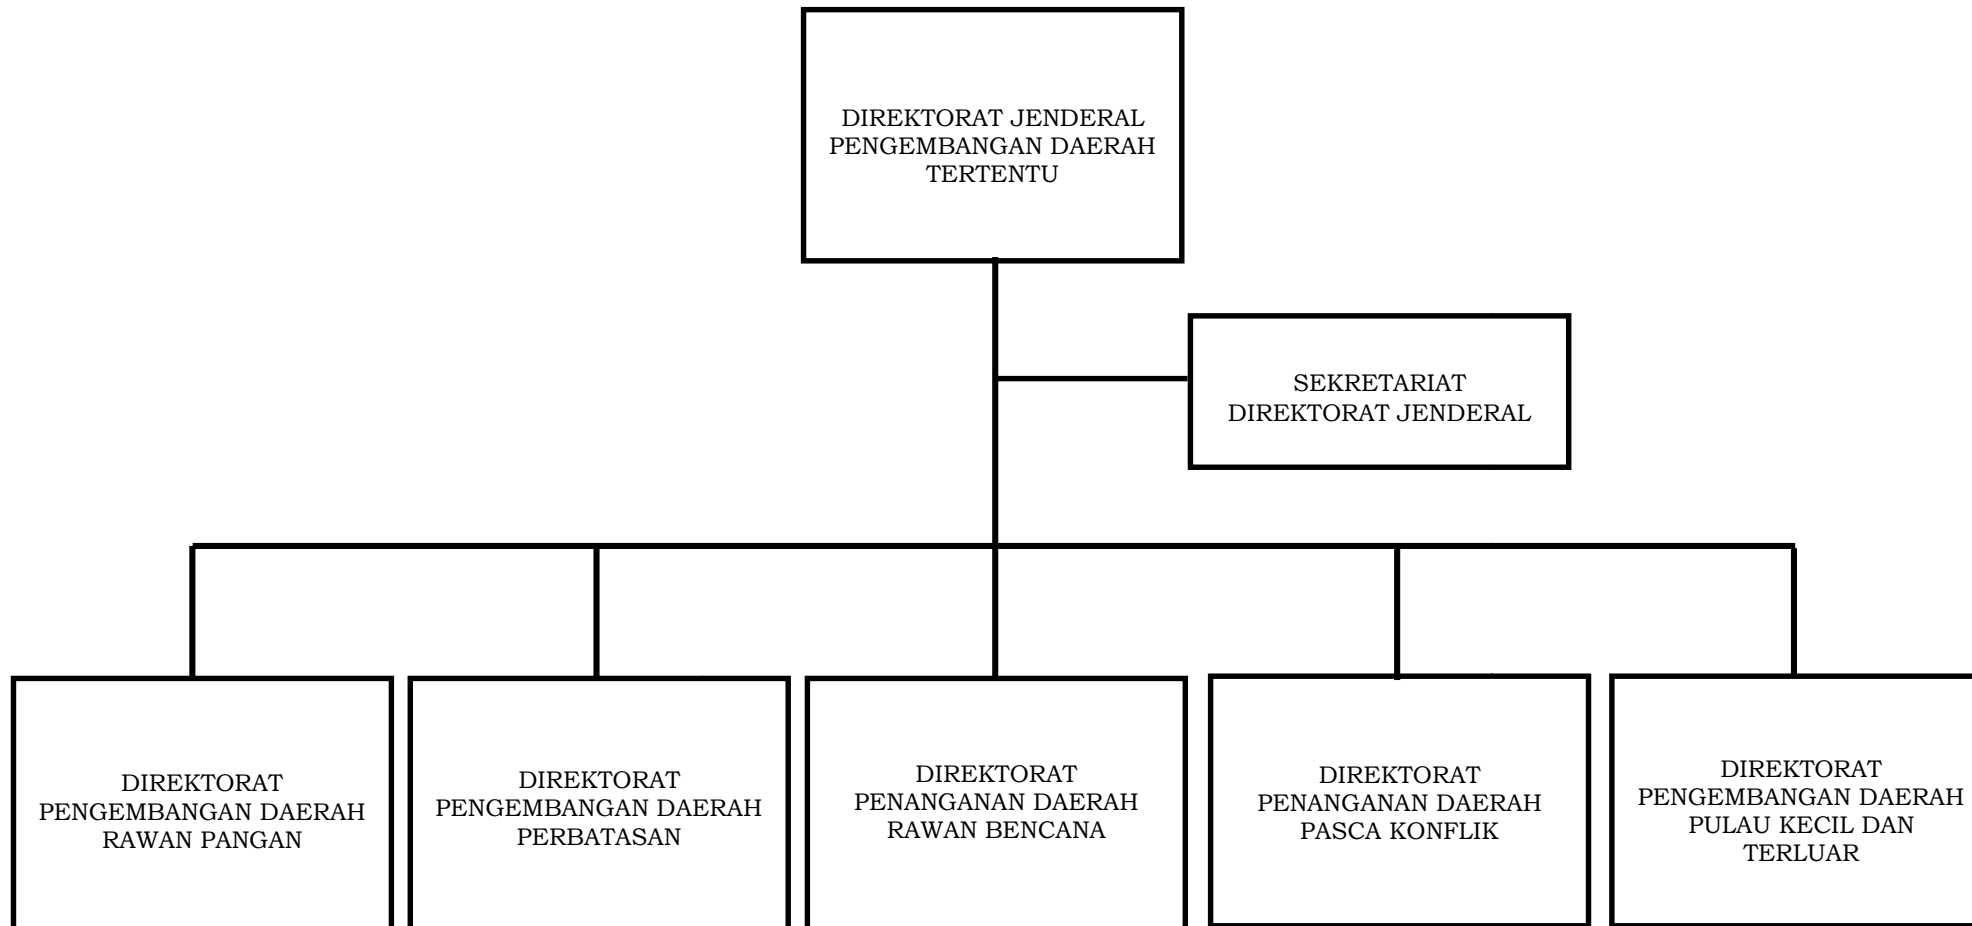 DIREKTORAT JENDERAL
PENGEMBANGAN DAERAH
TERTENTU
SEKRETARIAT
DIREKTORAT JENDERAL
DIREKTORAT
PENGEMBANGAN DAERAH
RAWAN PANGAN
DIREKTORAT
PENGEMBANGAN DAERAH
PERBATASAN
DIREKTORAT
PENANGANAN DAERAH
RAWAN BENCANA
DIREKTORAT
PENANGANAN DAERAH
PASCA KONFLIK
DIREKTORAT
PENGEMBANGAN DAERAH
PULAU KECIL DAN
TERLUAR